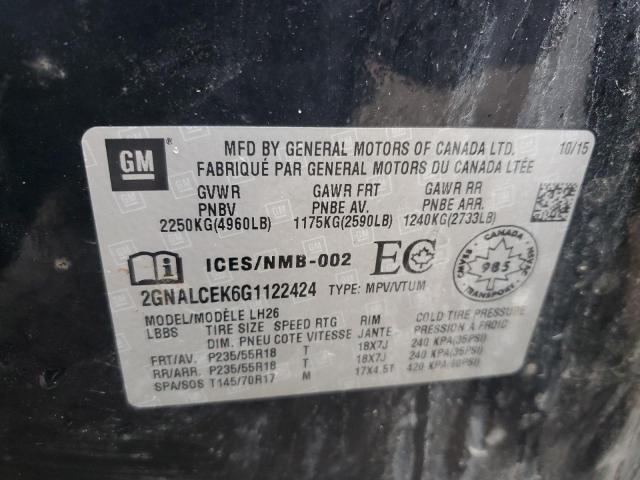 GM
MFD BY GENERAL MOTORS OF CANADA LTD. 10/15
FABRIQUÉ PAR GENERAL MOTORS DU CANADA LTÉE
GVWR GAWR FRT GAWR RR
PNBV PNBE AV. PNBE ARR.
2250KG(4960LB) 1175KG(2590LB) 1240KG(2733LB)
ICES/NMB-002 EC CANADA 985
2GNALCEK6G1122424 TYPE: MPV/VTUM
MODEL/MODÈLE LH26
LBBS TIRE SIZE SPEED RTG RIM COLD TIRE PRESSURE
DIM. PNEU COTE VITESSE JANTE PRESSION A FROID
FRT/AV. P235/55R18 T 18X7J 240 KPA(35PSI)
RR/ARR. P235/55R18 T 18X7J 240 KPA(35PSI)
SPA/SOS T145/70R17 M 17X4.5T 420 KPA(60PSI)